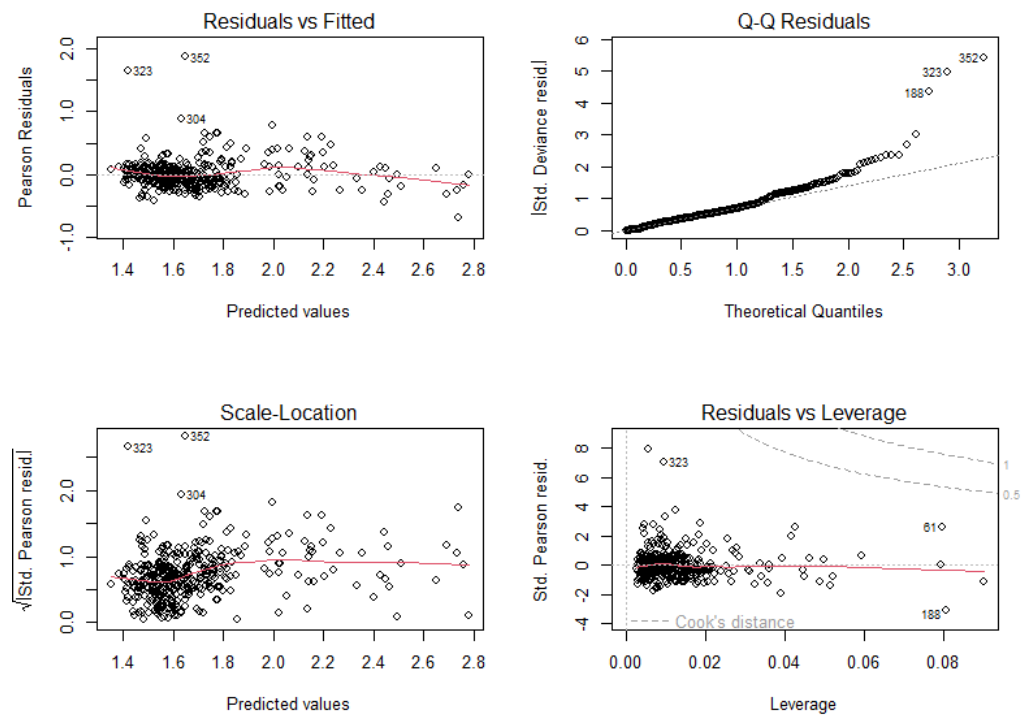 Residuals vs Fitted
Pearson Residuals
2.0
1.0
0.0
-1.0
352
323
304
1.4 1.6 1.8 2.0 2.2 2.4 2.6 2.8
Predicted values
Q-Q Residuals
|Std. Deviance resid.|
6
5
4
3
2
1
0
352
323
188
0.0 0.5 1.0 1.5 2.0 2.5 3.0
Theoretical Quantiles
Scale-Location
√|Std. Pearson resid.|
2.0
1.0
0.0
352
323
304
1.4 1.6 1.8 2.0 2.2 2.4 2.6 2.8
Predicted values
Residuals vs Leverage
Std. Pearson resid.
8
6
4
2
0
-2
-4
323
1
0.5
61
188
Cook's distance
0.00 0.02 0.04 0.06 0.08
Leverage